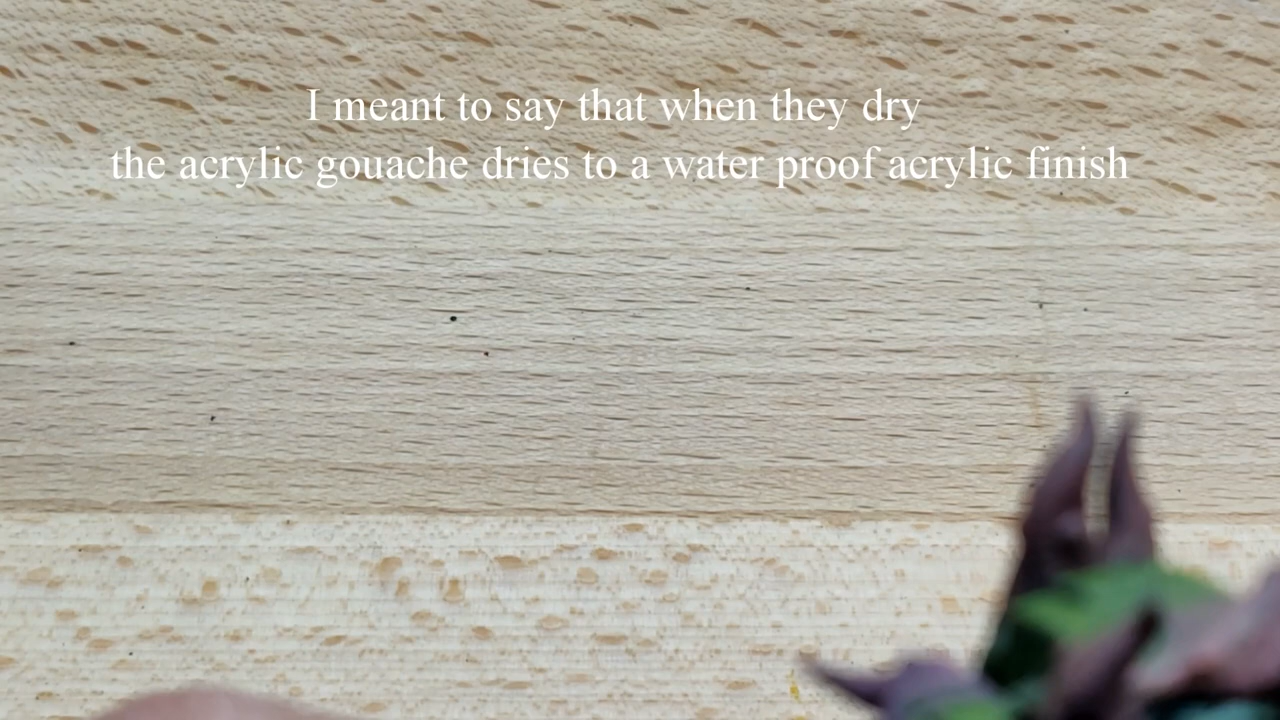 I meant to say that when they dry
the acrylic gouache dries to a water proof acrylic finish